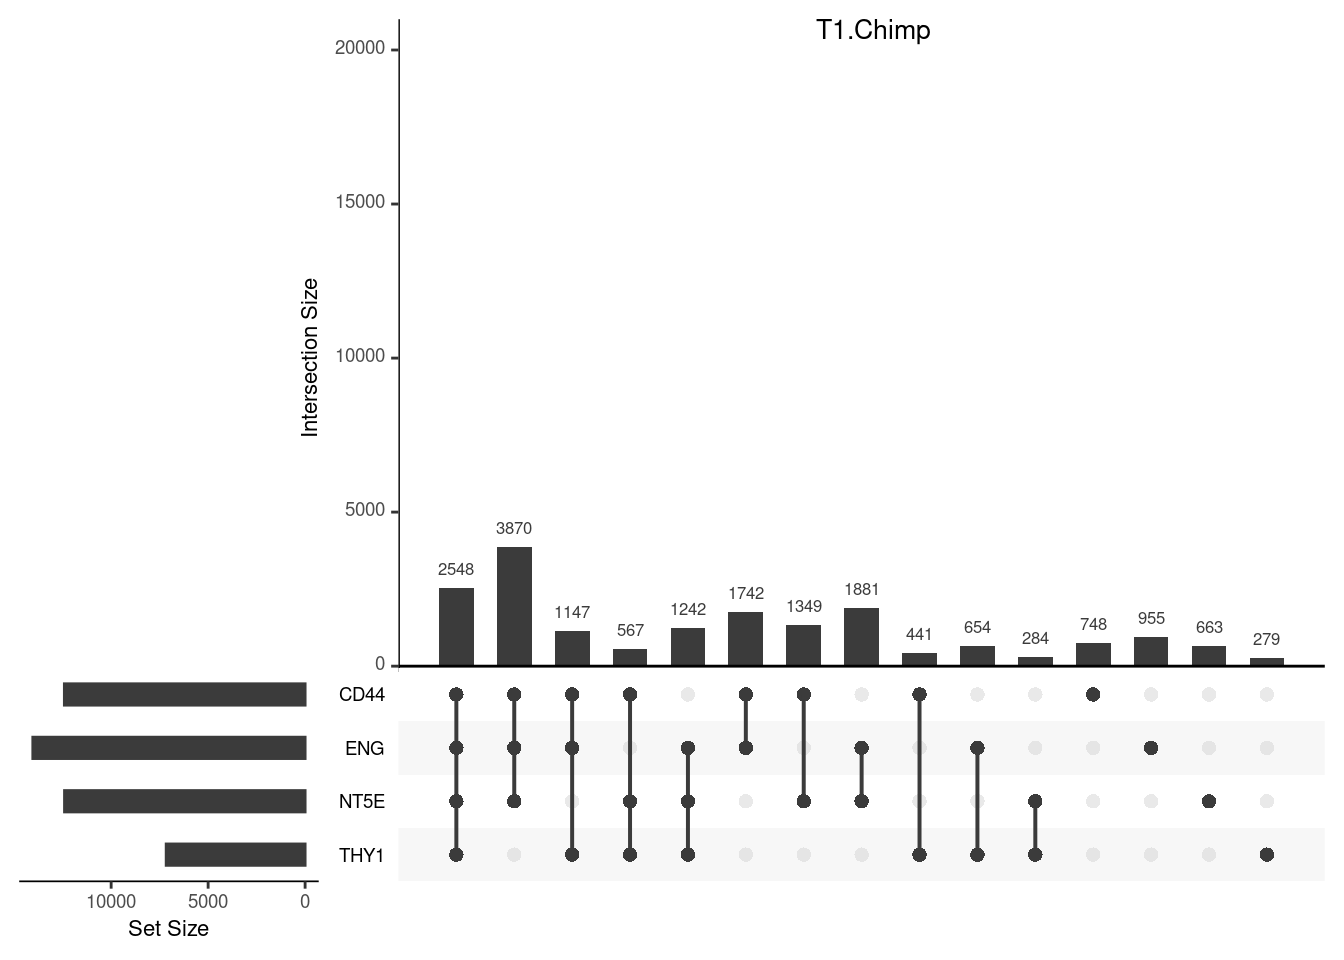 T1.Chimp
20000
15000
10000
5000
0
Intersection Size
2548
3870
1147
567
1242
1742
1349
1881
441
654
284
748
955
663
279
CD44
ENG
NT5E
THY1
10000 5000 0
Set Size